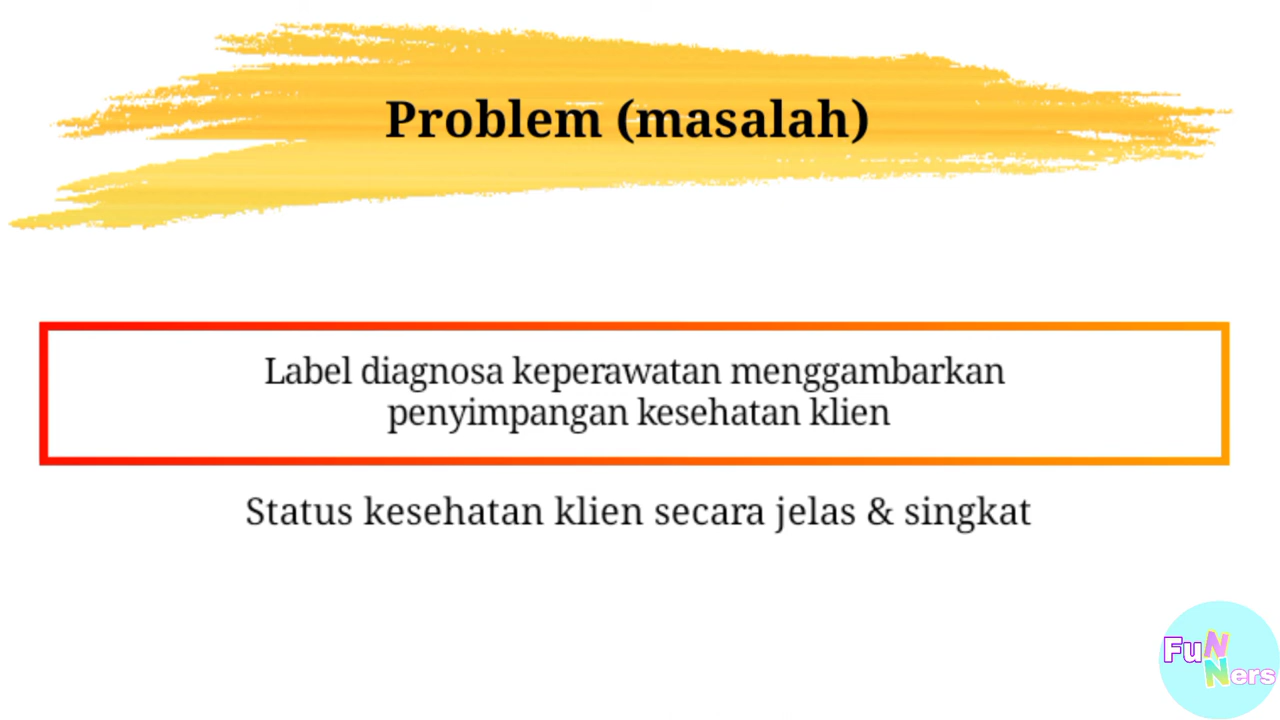 Problem (masalah)
Label diagnosa keperawatan menggambarkan
penyimpangan kesehatan klien
Status kesehatan klien secara jelas & singkat
FuN
Ners